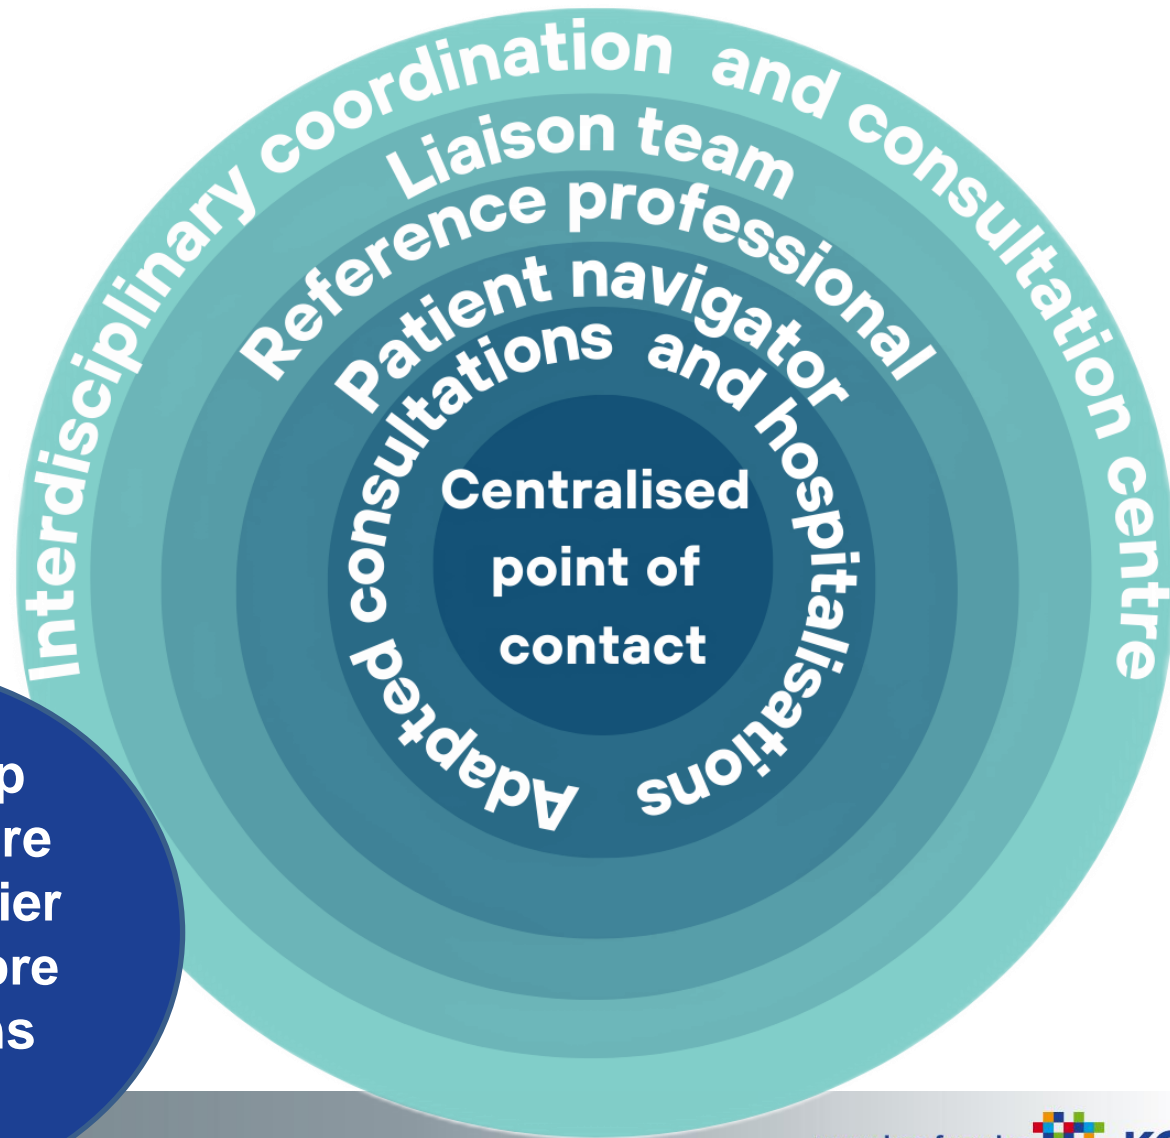 Interdisciplinary coordination and consultation centre
Liaison team
Reference professional
Patient navigator
Adapted consultations and hospitalisations
Centralised
point of
contact